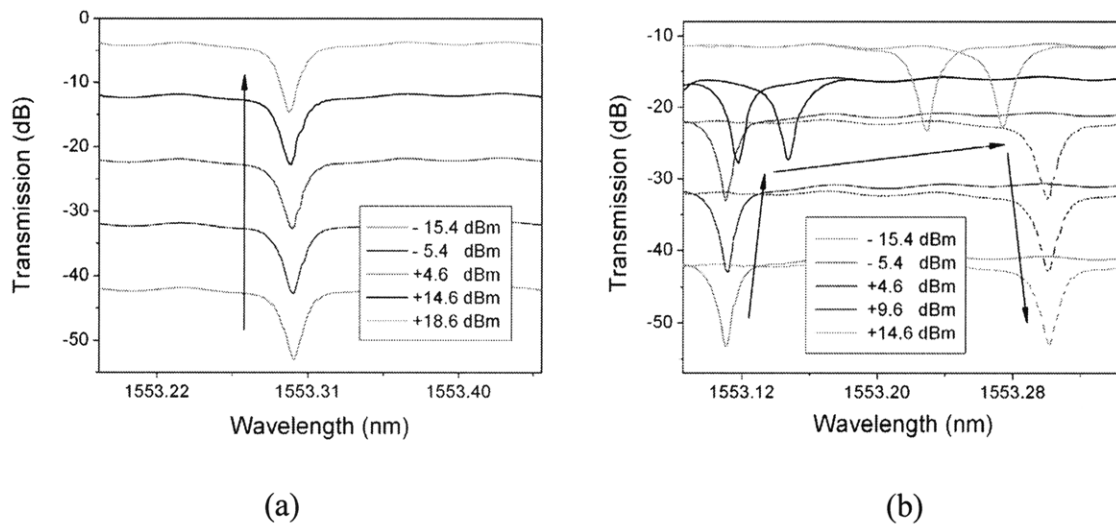 0
-10
-20
-30
-40
-50
Transmission (dB)
- 15.4 dBm
- 5.4 dBm
+4.6 dBm
+14.6 dBm
+18.6 dBm
1553.22
1553.31
1553.40
Wavelength (nm)
(a)
-10
-20
-30
-40
-50
Transmission (dB)
- 15.4 dBm
- 5.4 dBm
+4.6 dBm
+9.6 dBm
+14.6 dBm
1553.12
1553.20
1553.28
Wavelength (nm)
(b)